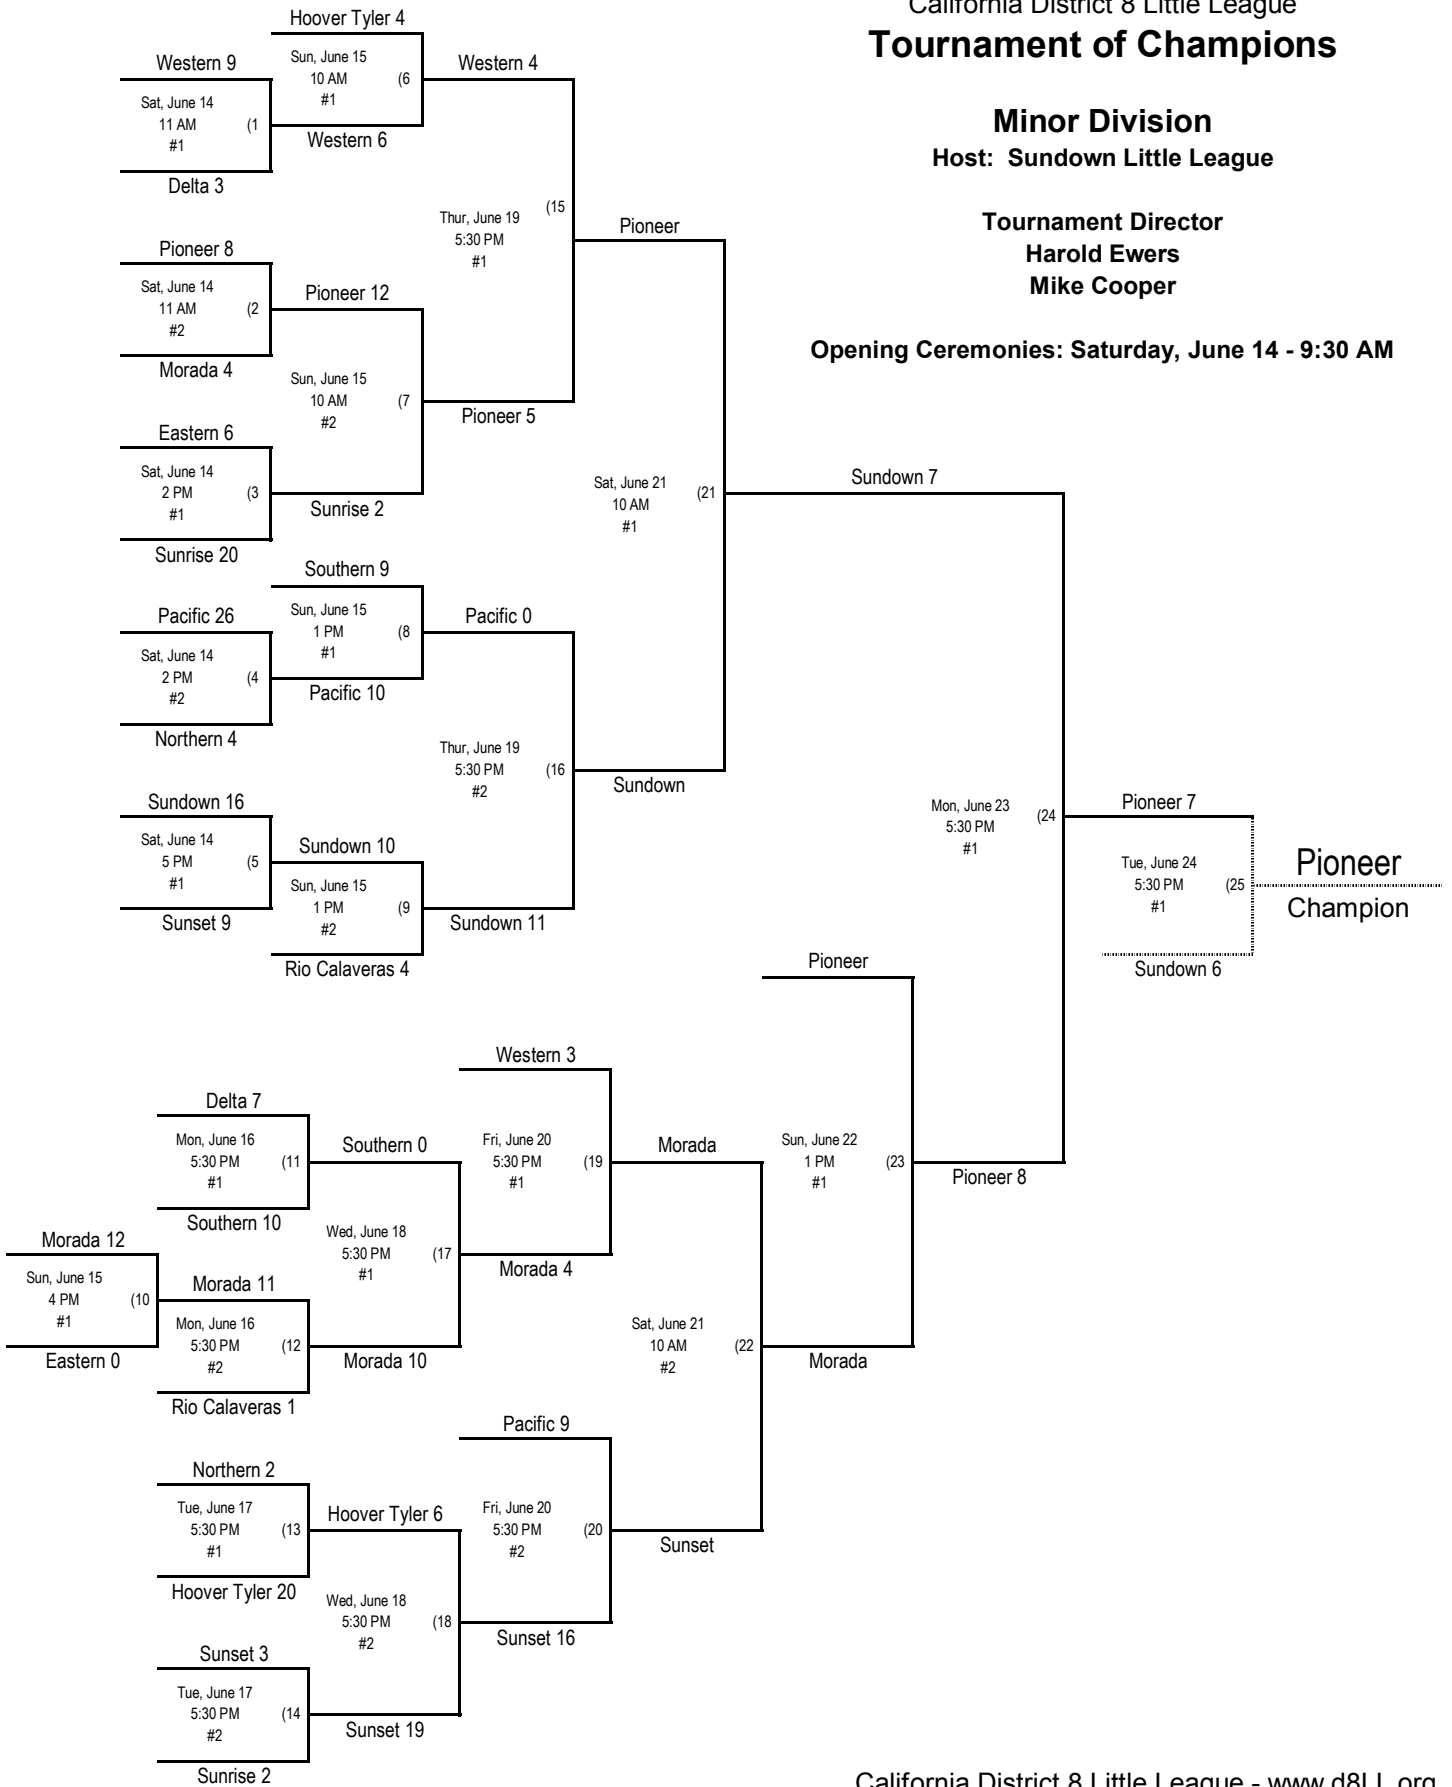 California District 8 Little League
Tournament of Champions
Minor Division
Host: Sundown Little League
Tournament Director
Harold Ewers
Mike Cooper
Opening Ceremonies: Saturday, June 14 - 9:30 AM
Hoover Tyler 4
Sun, June 15
10 AM (6
#1
Western 6
Western 9
Sat, June 14
11 AM (1
#1
Delta 3
Western 4
Thur, June 19
5:30 PM (15
#1
Pioneer 5
Pioneer 8
Sat, June 14
11 AM (2
#2
Morada 4
Pioneer 12
Sun, June 15
10 AM (7
#2
Sunrise 2
Eastern 6
Sat, June 14
2 PM (3
#1
Sunrise 20
Pioneer
Sat, June 21
10 AM (21
#1
Sundown
Southern 9
Sun, June 15
1 PM (8
#1
Pacific 10
Pacific 26
Sat, June 14
2 PM (4
#2
Northern 4
Pacific 0
Thur, June 19
5:30 PM (16
#2
Sundown 11
Sundown 16
Sat, June 14
5 PM (5
#1
Sunset 9
Sundown 10
Sun, June 15
1 PM (9
#2
Rio Calaveras 4
Sundown 7
Mon, June 23
5:30 PM (24
#1
Pioneer 8
Pioneer 7
Tue, June 24
5:30 PM (25
#1
Sundown 6
Pioneer
Champion
Pioneer
Sun, June 22
1 PM (23
#1
Morada
Western 3
Fri, June 20
5:30 PM (19
#1
Morada 4
Delta 7
Mon, June 16
5:30 PM (11
#1
Southern 10
Southern 0
Wed, June 18
5:30 PM (17
#1
Morada 10
Morada 12
Sun, June 15
4 PM (10
#1
Eastern 0
Morada 11
Mon, June 16
5:30 PM (12
#2
Rio Calaveras 1
Morada
Sat, June 21
10 AM (22
#2
Sunset
Pacific 9
Fri, June 20
5:30 PM (20
#2
Sunset 16
Northern 2
Tue, June 17
5:30 PM (13
#1
Hoover Tyler 20
Hoover Tyler 6
Wed, June 18
5:30 PM (18
#2
Sunset 19
Sunset 3
Tue, June 17
5:30 PM (14
#2
Sunrise 2
California District 8 Little League - www.d8LL.org